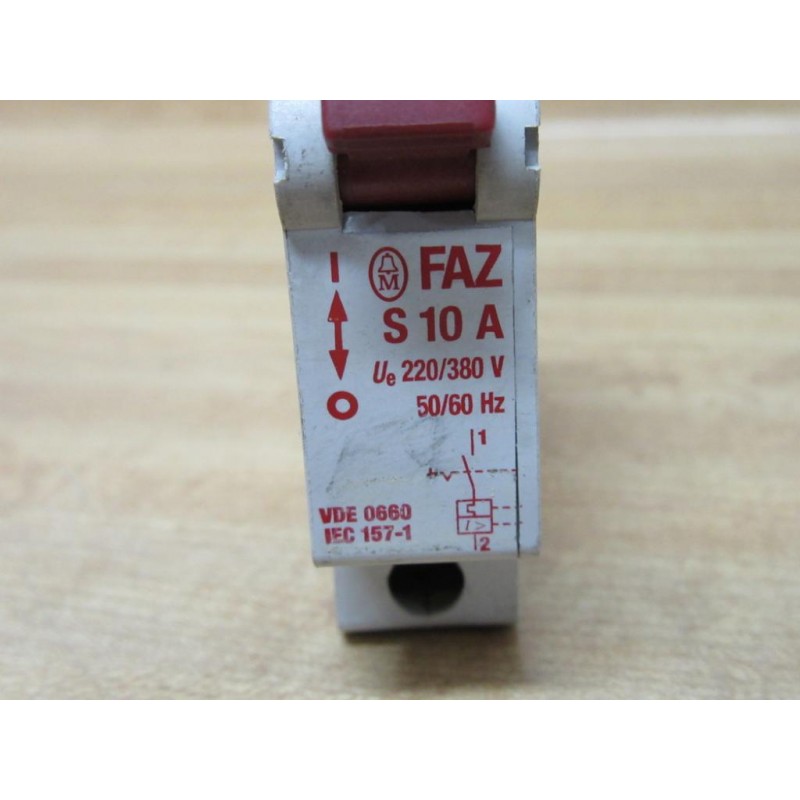 I
M FAZ
S 10 A
Ue 220/380 V
O
50/60 Hz
1
VDE 0660
IEC 157-1
I >
2